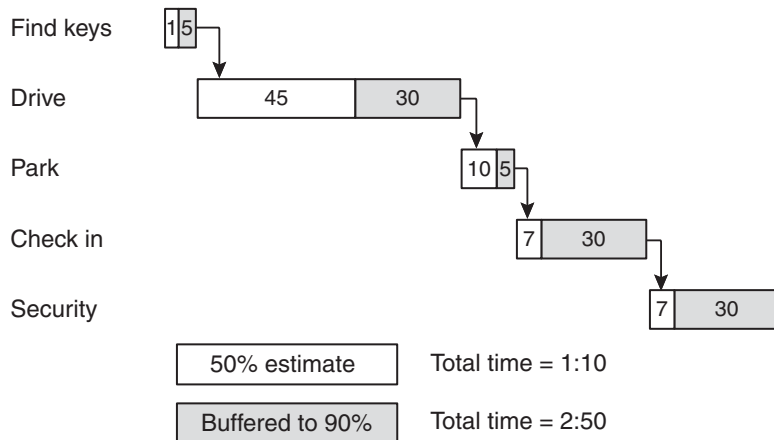 Find keys 1 5
Drive 45 30
Park 10 5
Check in 7 30
Security 7 30
50% estimate Total time = 1:10
Buffered to 90% Total time = 2:50